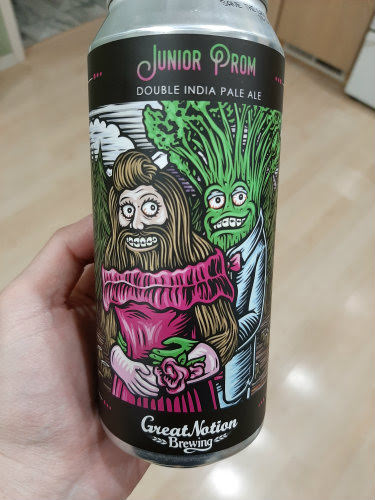 Junior Prom
DOUBLE INDIA PALE ALE
Great Notion
Brewing